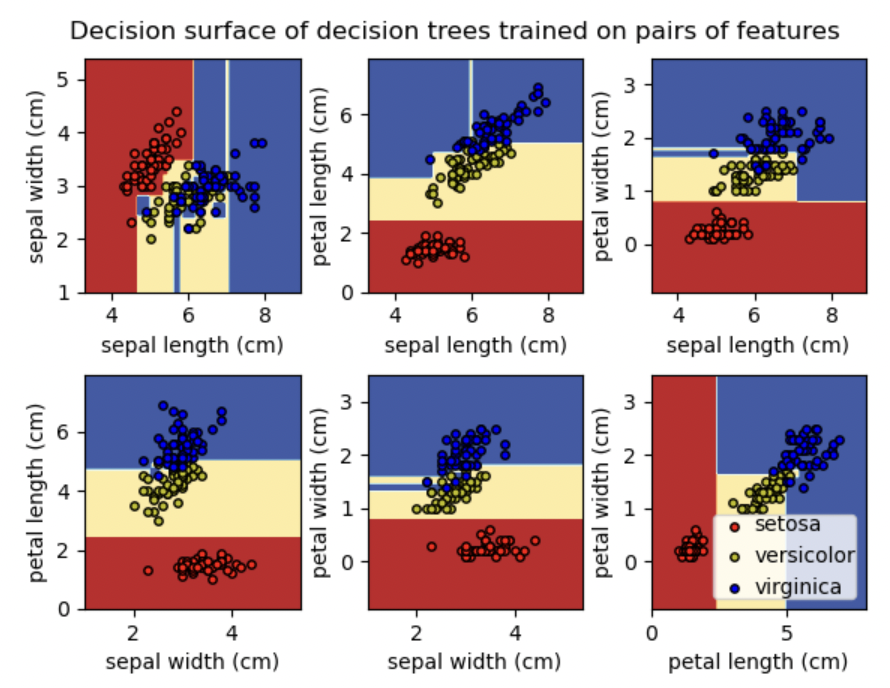 Decision surface of decision trees trained on pairs of features
sepal width (cm)
5
4
3
2
1
4
6
8
sepal length (cm)
petal length (cm)
6
4
2
0
4
6
8
sepal length (cm)
petal width (cm)
3
2
1
0
4
6
8
sepal length (cm)
petal length (cm)
6
4
2
0
2
4
sepal width (cm)
petal width (cm)
3
2
1
0
2
4
sepal width (cm)
petal width (cm)
3
2
1
0
setosa
versicolor
virginica
0
5
petal length (cm)